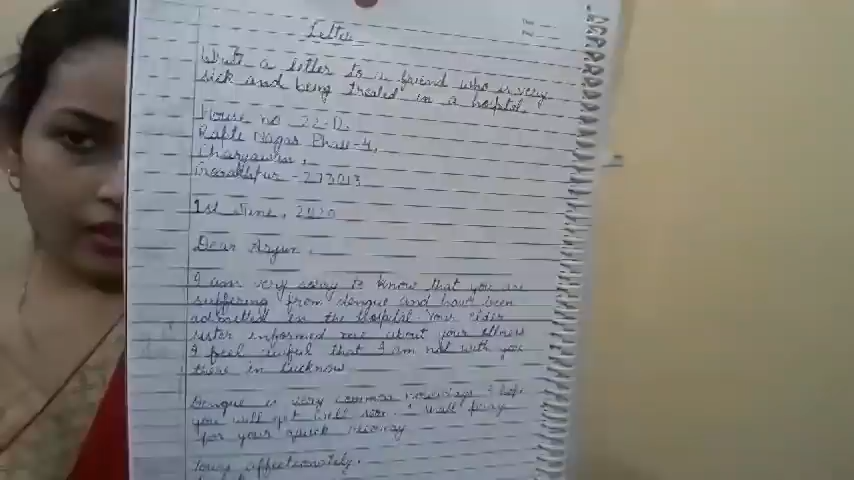 Letter
Write a letter to a friend who is very
sick and being treated in a hospital.
House no 22-D.
Rapti Nagar Phase-4,
Chargawan,
Gorakhpur - 273013
1st June, 2020
Dear Arjun,
I am very sorry to know that you are
suffering from dengue and have been
admitted in the hospital your elder
sister informed me about your illness
I feel awful that I am not with you
there in Lucknow.
Dengue is very common nowadays I hope
you will get well soon. I will pray
for your quick recovery
Yours affectionately.